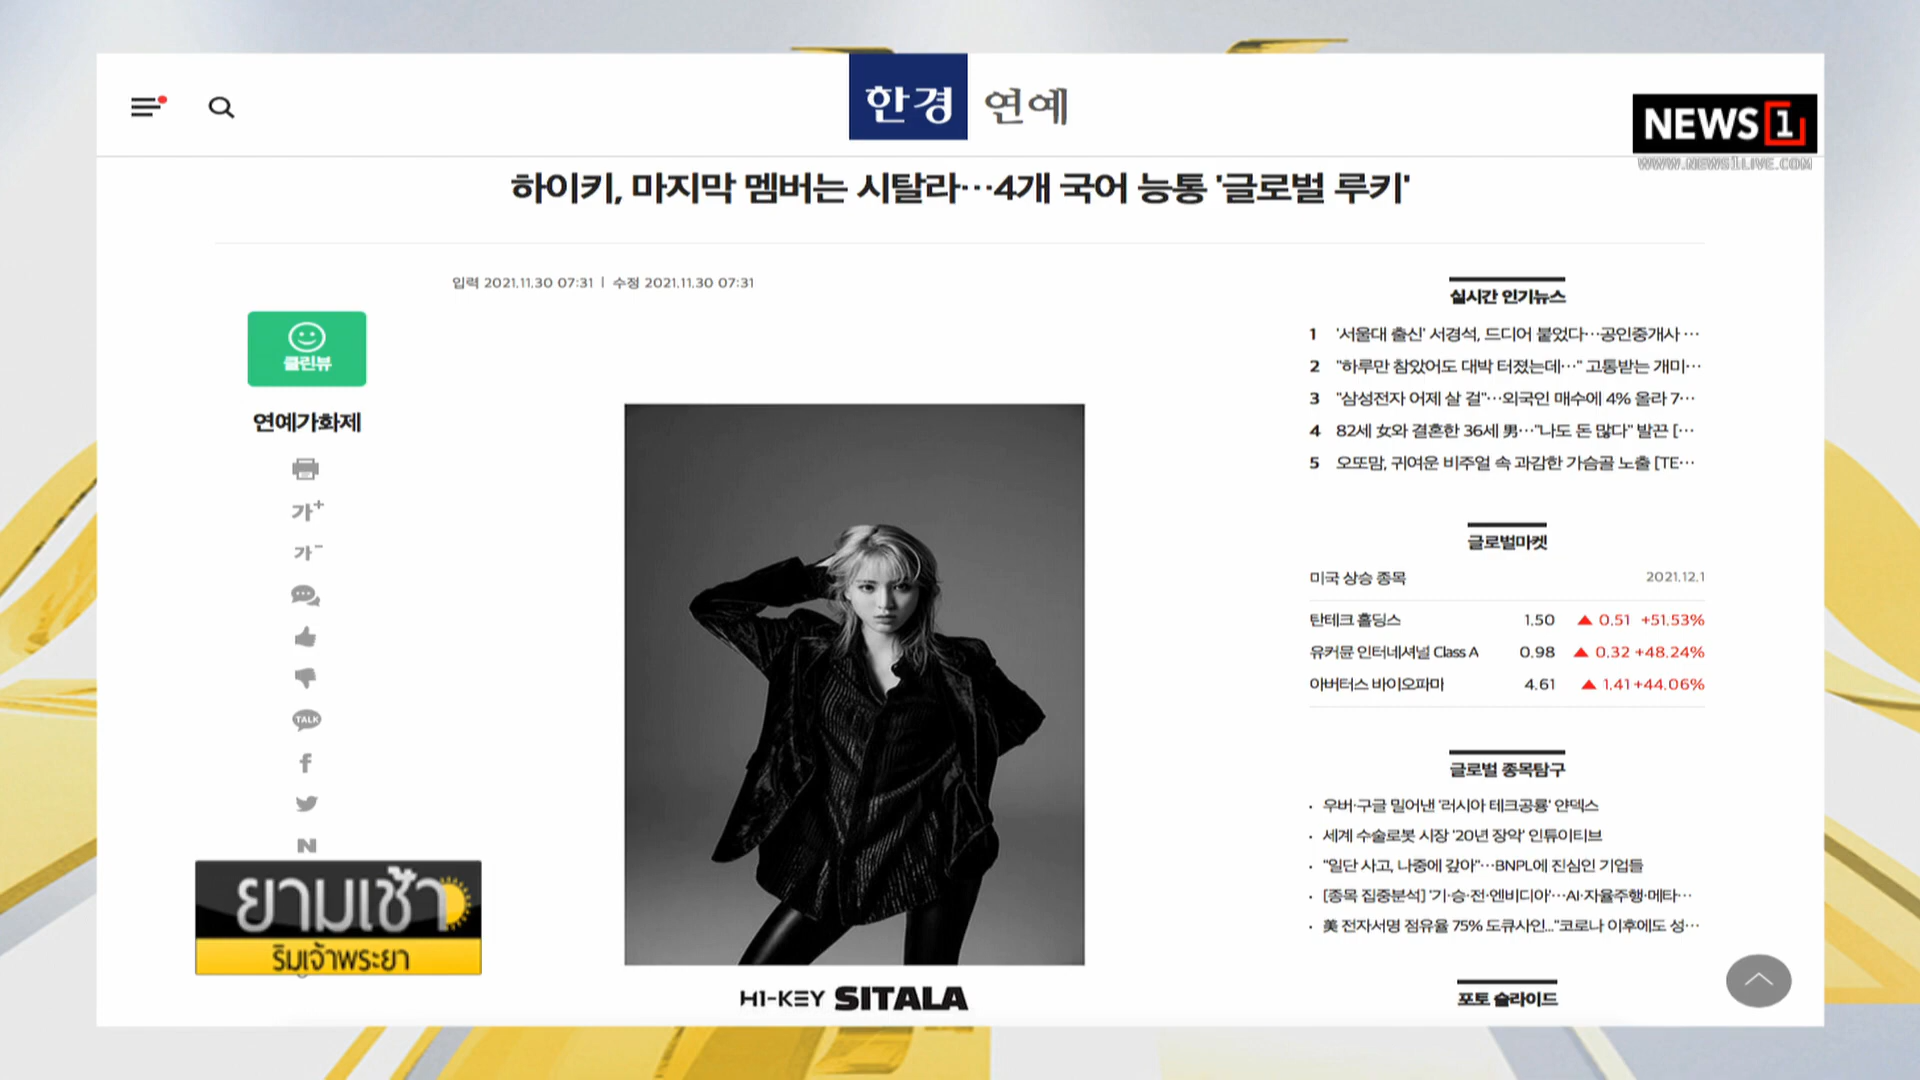 한경 연예
NEWS 1
WWW.NEWS1LIVE.COM
하이키, 마지막 멤버는 시탈라…4개 국어 능통 '글로벌 루키'
입력 2021.11.30 07:31 | 수정 2021.11.30 07:31
클린뷰
연예가화제
가+
가-
TALK
f
N
H1-KEY SITALA
실시간 인기뉴스
1 '서울대 출신' 서경석, 드디어 붙었다…공인중개사 …
2 "하루만 참았어도 대박 터졌는데…" 고통받는 개미…
3 "삼성전자 어제 살 걸"…외국인 매수에 4% 올라 7…
4 82세 女와 결혼한 36세 男…"나도 돈 많다" 발끈 […
5 오또맘, 귀여운 비주얼 속 과감한 가슴골 노출 [TE…
글로벌마켓
미국 상승 종목 2021.12.1
탄테크 홀딩스 1.50 ▲ 0.51 +51.53%
유커뮨 인터네셔널 Class A 0.98 ▲ 0.32 +48.24%
아버터스 바이오파마 4.61 ▲ 1.41 +44.06%
글로벌 종목탐구
· 우버·구글 밀어낸 '러시아 테크공룡' 얀덱스
· 세계 수술로봇 시장 '20년 장악' 인튜이티브
· "일단 사고, 나중에 갚아"…BNPL에 진심인 기업들
· [종목 집중분석] '기·승·전·엔비디아'…AI·자율주행·메타…
· 美 전자서명 점유율 75% 도큐사인..."코로나 이후에도 성…
포토 슬라이드
ยามเช้า
ริมเจ้าพระยา